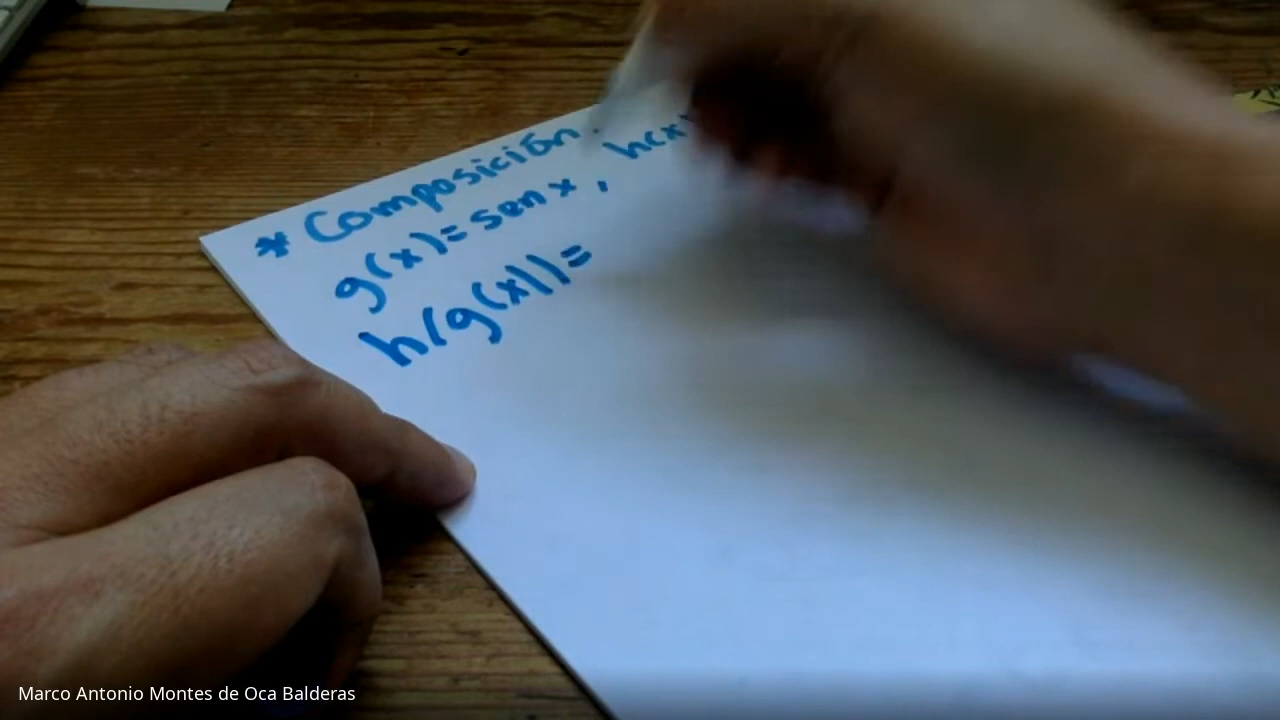 * Composición.
g(x)=sen x, h(x)
h(g(x))=
Marco Antonio Montes de Oca Balderas